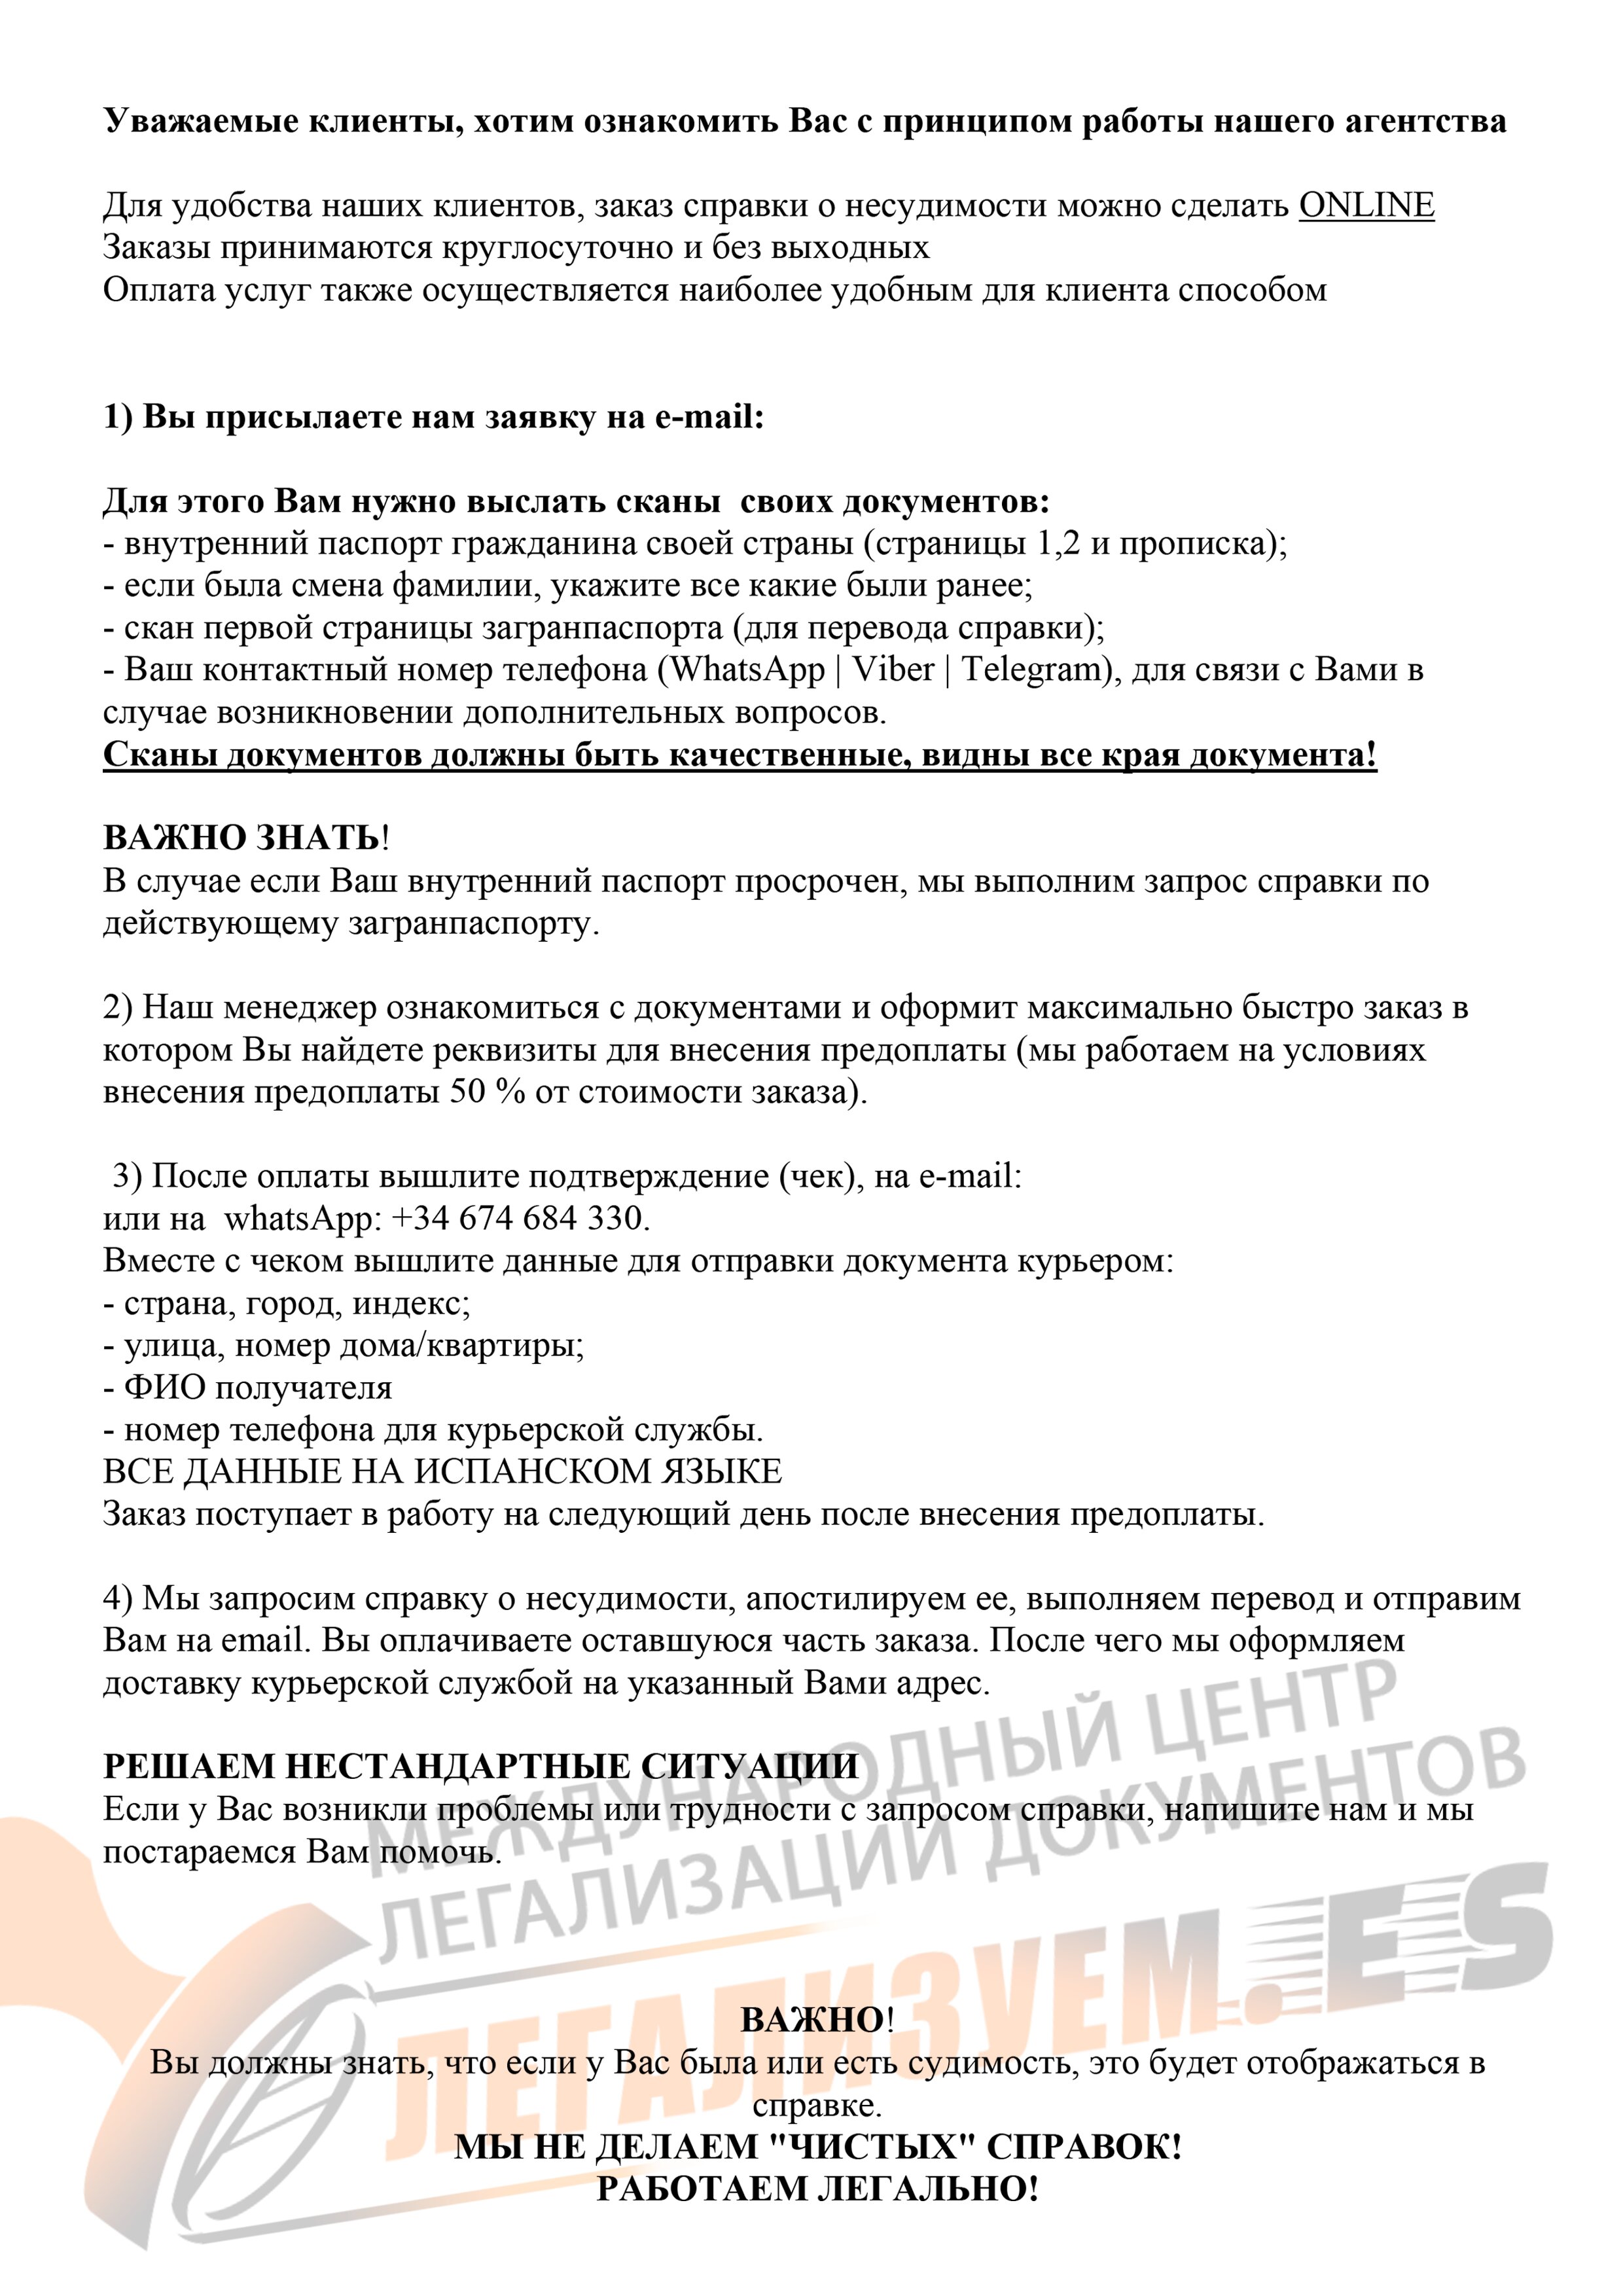 Уважаемые клиенты, хотим ознакомить Вас с принципом работы нашего агентства
Для удобства наших клиентов, заказ справки о несудимости можно сделать ONLINE
Заказы принимаются круглосуточно и без выходных
Оплата услуг также осуществляется наиболее удобным для клиента способом
1) Вы присылаете нам заявку на e-mail:
Для этого Вам нужно выслать сканы  своих документов:
- внутренний паспорт гражданина своей страны (страницы 1,2 и прописка);
- если была смена фамилии, укажите все какие были ранее;
- скан первой страницы загранпаспорта (для перевода справки);
- Ваш контактный номер телефона (WhatsApp | Viber | Telegram), для связи с Вами в
случае возникновении дополнительных вопросов.
Сканы документов должны быть качественные, видны все края документа!
ВАЖНО ЗНАТЬ!
В случае если Ваш внутренний паспорт просрочен, мы выполним запрос справки по
действующему загранпаспорту.
2) Наш менеджер ознакомиться с документами и оформит максимально быстро заказ в
котором Вы найдете реквизиты для внесения предоплаты (мы работаем на условиях
внесения предоплаты 50 % от стоимости заказа).
3) После оплаты вышлите подтверждение (чек), на e-mail:
или на  whatsApp: +34 674 684 330.
Вместе с чеком вышлите данные для отправки документа курьером:
- страна, город, индекс;
- улица, номер дома/квартиры;
- ФИО получателя
- номер телефона для курьерской службы.
ВСЕ ДАННЫЕ НА ИСПАНСКОМ ЯЗЫКЕ
Заказ поступает в работу на следующий день после внесения предоплаты.
4) Мы запросим справку о несудимости, апостилируем ее, выполняем перевод и отправим
Вам на email. Вы оплачиваете оставшуюся часть заказа. После чего мы оформляем
доставку курьерской службой на указанный Вами адрес.
РЕШАЕМ НЕСТАНДАРТНЫЕ СИТУАЦИИ
Если у Вас возникли проблемы или трудности с запросом справки, напишите нам и мы
постараемся Вам помочь.
МЕЖДУНАРОДНЫЙ ЦЕНТР
ЛЕГАЛИЗАЦИИ ДОКУМЕНТОВ
ЛЕГАЛИЗУЕМ.ES
ВАЖНО!
Вы должны знать, что если у Вас была или есть судимость, это будет отображаться в
справке.
МЫ НЕ ДЕЛАЕМ "ЧИСТЫХ" СПРАВОК!
РАБОТАЕМ ЛЕГАЛЬНО!